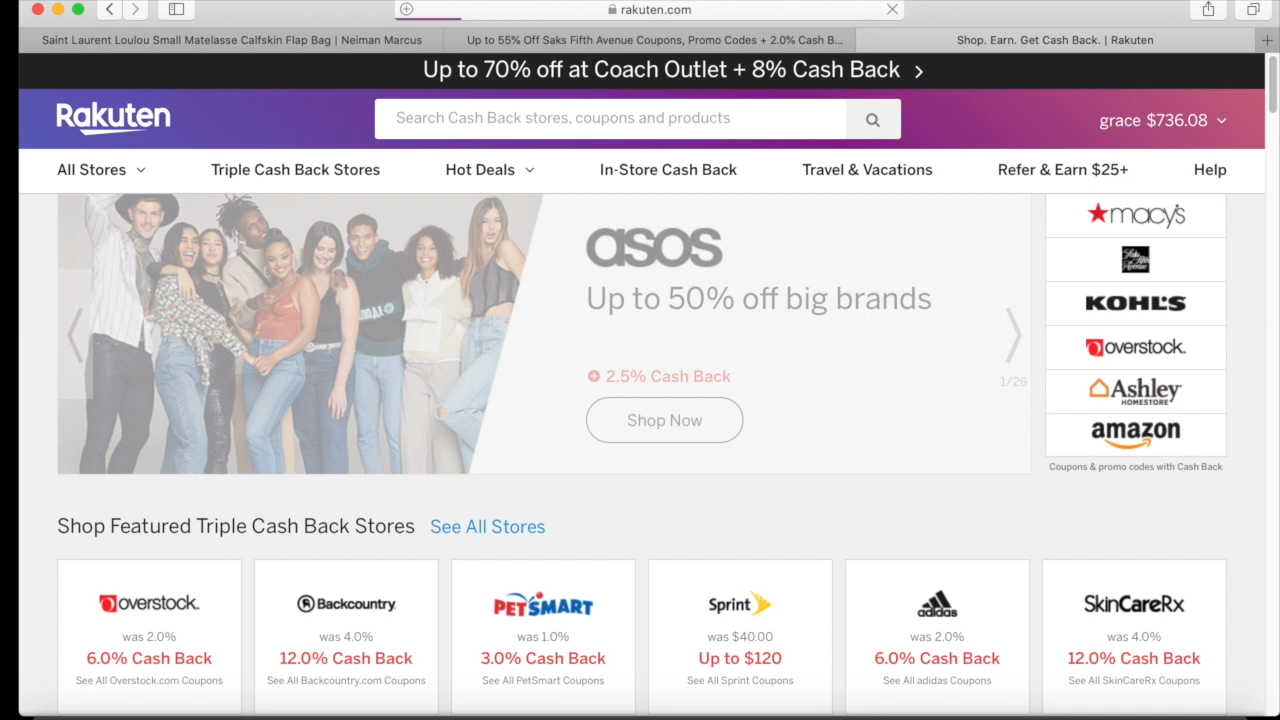 rakuten.com
Saint Laurent Loulou Small Matelasse Calfskin Flap Bag | Neiman Marcus
Up to 55% Off Saks Fifth Avenue Coupons, Promo Codes + 2.0% Cash B...
Shop. Earn. Get Cash Back. | Rakuten
Up to 70% off at Coach Outlet + 8% Cash Back
Rakuten
Search Cash Back stores, coupons and products
grace $736.08
All Stores
Triple Cash Back Stores
Hot Deals
In-Store Cash Back
Travel & Vacations
Refer & Earn $25+
Help
asos
Up to 50% off big brands
2.5% Cash Back
Shop Now
1/26
macy's
Saks Fifth Avenue
KOHL'S
overstock.
Ashley
HOMESTORE
amazon
Coupons & promo codes with Cash Back
Shop Featured Triple Cash Back Stores See All Stores
overstock.
was 2.0%
6.0% Cash Back
See All Overstock.com Coupons
Backcountry
was 4.0%
12.0% Cash Back
See All Backcountry.com Coupons
PETSMART
was 1.0%
3.0% Cash Back
See All PetSmart Coupons
Sprint
was $40.00
Up to $120
See All Sprint Coupons
adidas
was 2.0%
6.0% Cash Back
See All adidas Coupons
SkinCareRx
was 4.0%
12.0% Cash Back
See All SkinCareRx Coupons